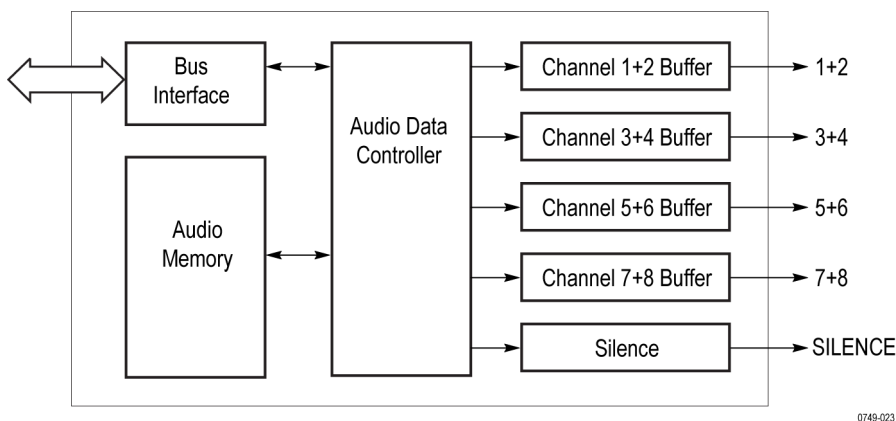 Bus
Interface
Audio
Memory
Audio Data
Controller
Channel 1+2 Buffer
1+2
Channel 3+4 Buffer
3+4
Channel 5+6 Buffer
5+6
Channel 7+8 Buffer
7+8
Silence
SILENCE
0749-023